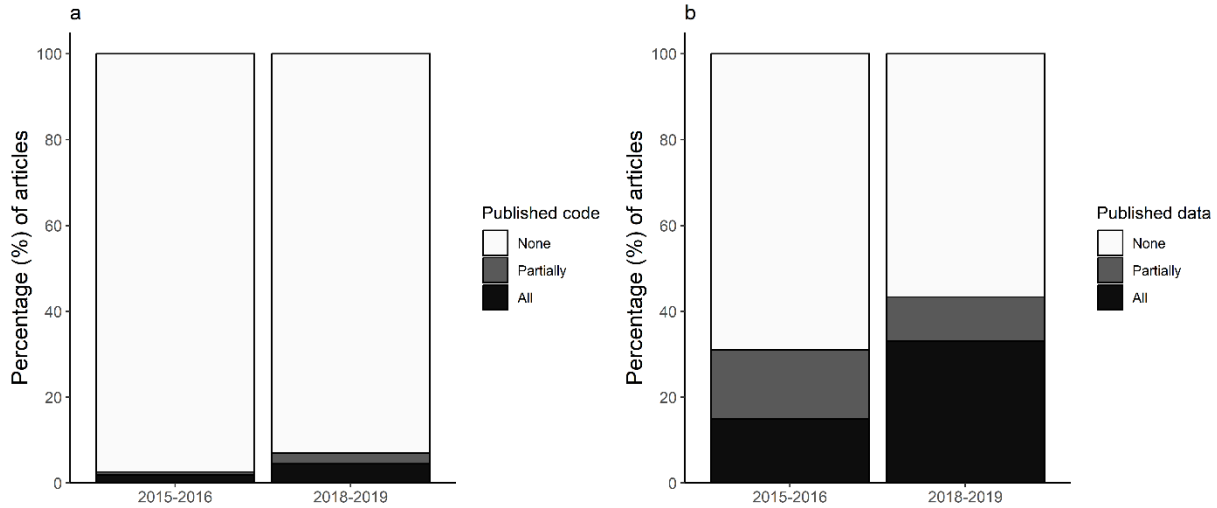 a
Percentage (%) of articles
100
80
60
40
20
0
2015-2016
2018-2019
Published code
None
Partially
All
b
Percentage (%) of articles
100
80
60
40
20
0
2015-2016
2018-2019
Published data
None
Partially
All